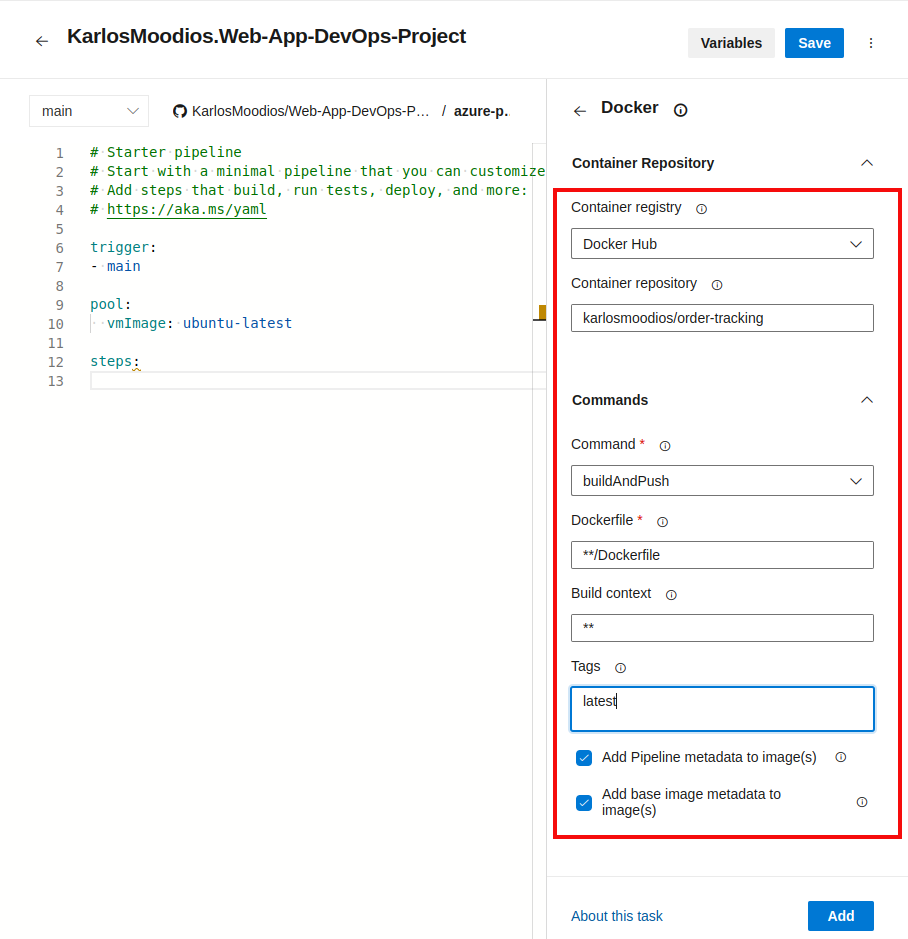 KarlosMoodios.Web-App-DevOps-Project
Variables
Save
main
KarlosMoodios/Web-App-DevOps-P… / azure-p..
1 # Starter pipeline
2 # Start with a minimal pipeline that you can customize
3 # Add steps that build, run tests, deploy, and more:
4 # https://aka.ms/yaml
5
6 trigger:
7 - main
8
9 pool:
10 vmImage: ubuntu-latest
11
12 steps:
13
Docker
Container Repository
Container registry
Docker Hub
Container repository
karlosmoodios/order-tracking
Commands
Command *
buildAndPush
Dockerfile *
**/Dockerfile
Build context
**
Tags
latest
Add Pipeline metadata to image(s)
Add base image metadata to
image(s)
About this task
Add